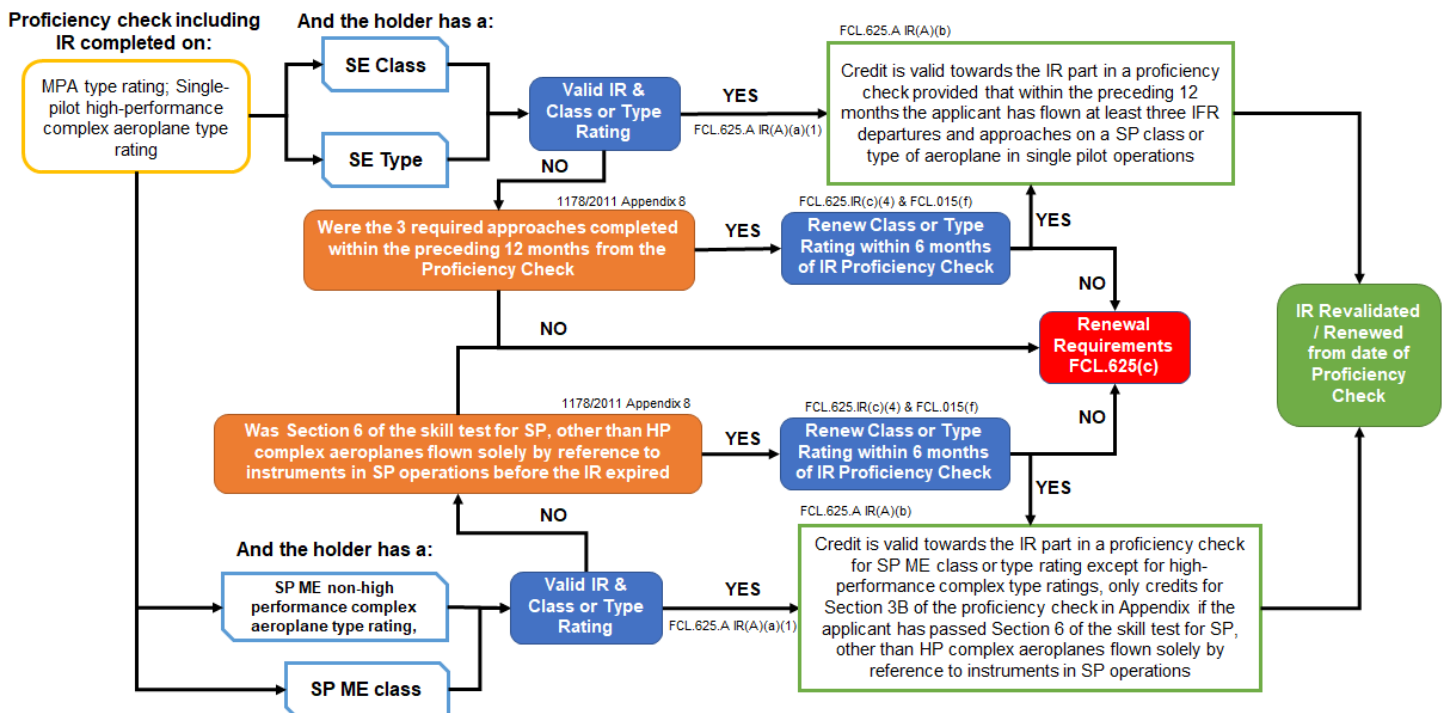 Proficiency check including
IR completed on:
And the holder has a:
MPA type rating; Single-
pilot high-performance
complex aeroplane type
rating
SE Class
SE Type
Valid IR &
Class or Type
Rating
YES
FCL.625.A IR(A)(a)(1)
NO
FCL.625.A IR(A)(b)
Credit is valid towards the IR part in a proficiency
check provided that within the preceding 12
months the applicant has flown at least three IFR
departures and approaches on a SP class or
type of aeroplane in single pilot operations
1178/2011 Appendix 8
Were the 3 required approaches completed
within the preceding 12 months from the
Proficiency Check
YES
FCL.625.IR(c)(4) & FCL.015(f)
Renew Class or Type
Rating within 6 months
of IR Proficiency Check
YES
NO
NO
Renewal
Requirements
FCL.625(c)
IR Revalidated
/ Renewed
from date of
Proficiency
Check
1178/2011 Appendix 8
Was Section 6 of the skill test for SP, other than HP
complex aeroplanes flown solely by reference to
instruments in SP operations before the IR expired
YES
FCL.625.IR(c)(4) & FCL.015(f)
Renew Class or Type
Rating within 6 months
of IR Proficiency Check
NO
YES
NO
And the holder has a:
SP ME non-high
performance complex
aeroplane type rating,
SP ME class
Valid IR &
Class or Type
Rating
YES
FCL.625.A IR(A)(a)(1)
FCL.625.A IR(A)(b)
Credit is valid towards the IR part in a proficiency check
for SP ME class or type rating except for high-
performance complex type ratings, only credits for
Section 3B of the proficiency check in Appendix if the
applicant has passed Section 6 of the skill test for SP,
other than HP complex aeroplanes flown solely by
reference to instruments in SP operations